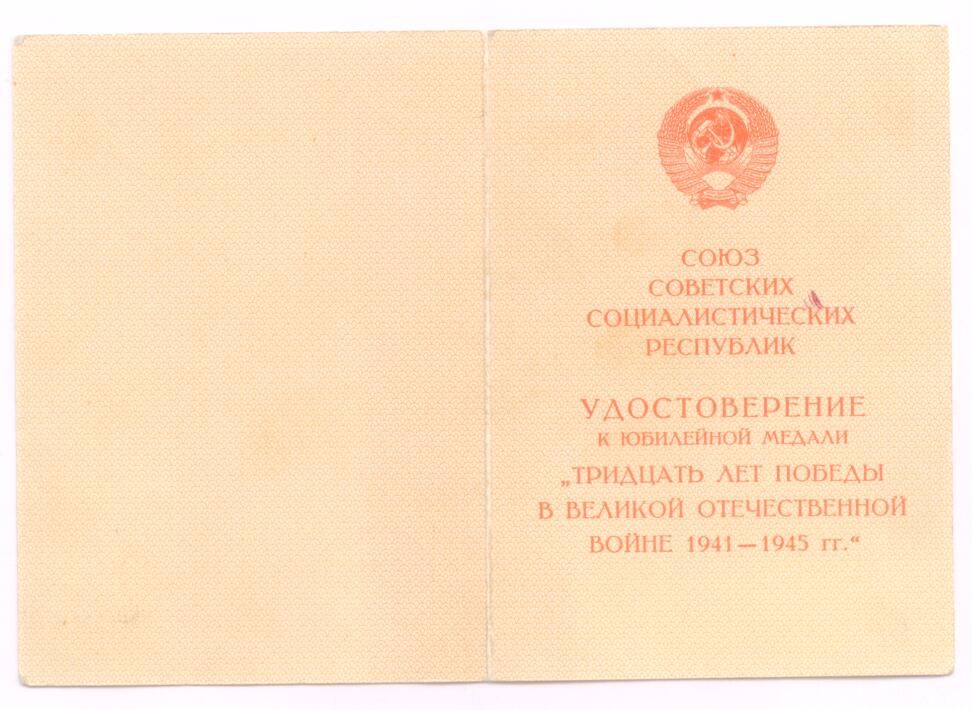 СОЮЗ
СОВЕТСКИХ
СОЦИАЛИСТИЧЕСКИХ
РЕСПУБЛИК
УДОСТОВЕРЕНИЕ
К ЮБИЛЕЙНОЙ МЕДАЛИ
„ТРИДЦАТЬ ЛЕТ ПОБЕДЫ
В ВЕЛИКОЙ ОТЕЧЕСТВЕННОЙ
ВОЙНЕ 1941—1945 гг.“